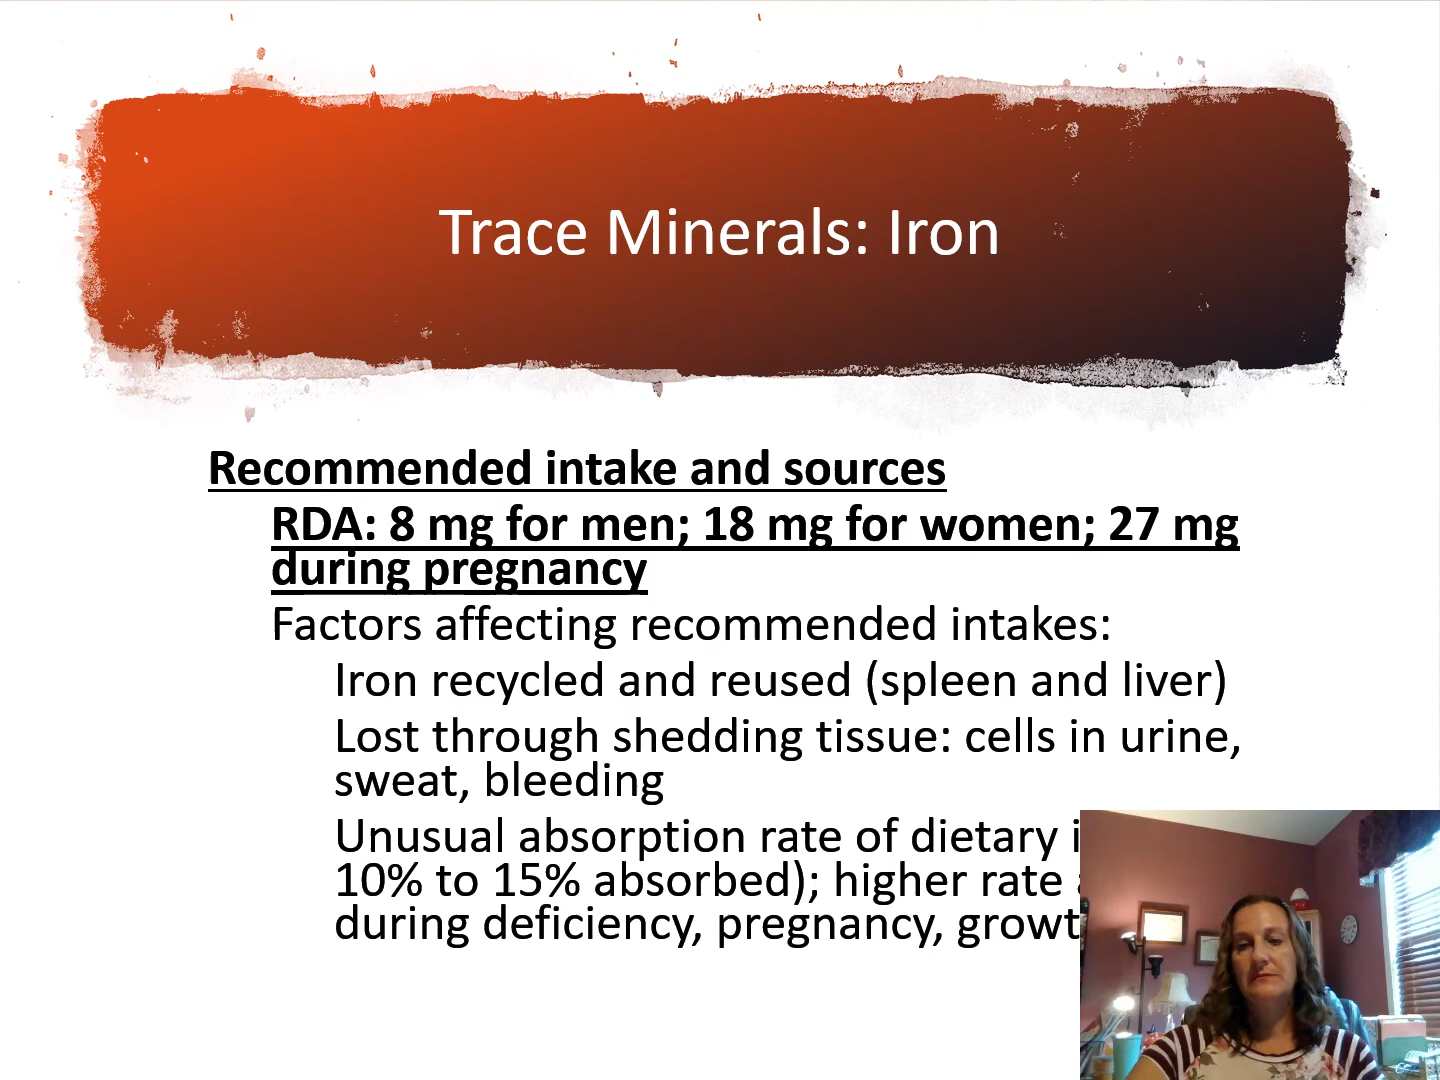 Trace Minerals: Iron
Recommended intake and sources
RDA: 8 mg for men; 18 mg for women; 27 mg
during pregnancy
Factors affecting recommended intakes:
Iron recycled and reused (spleen and liver)
Lost through shedding tissue: cells in urine,
sweat, bleeding
Unusual absorption rate of dietary
10% to 15% absorbed); higher rate
during deficiency, pregnancy,